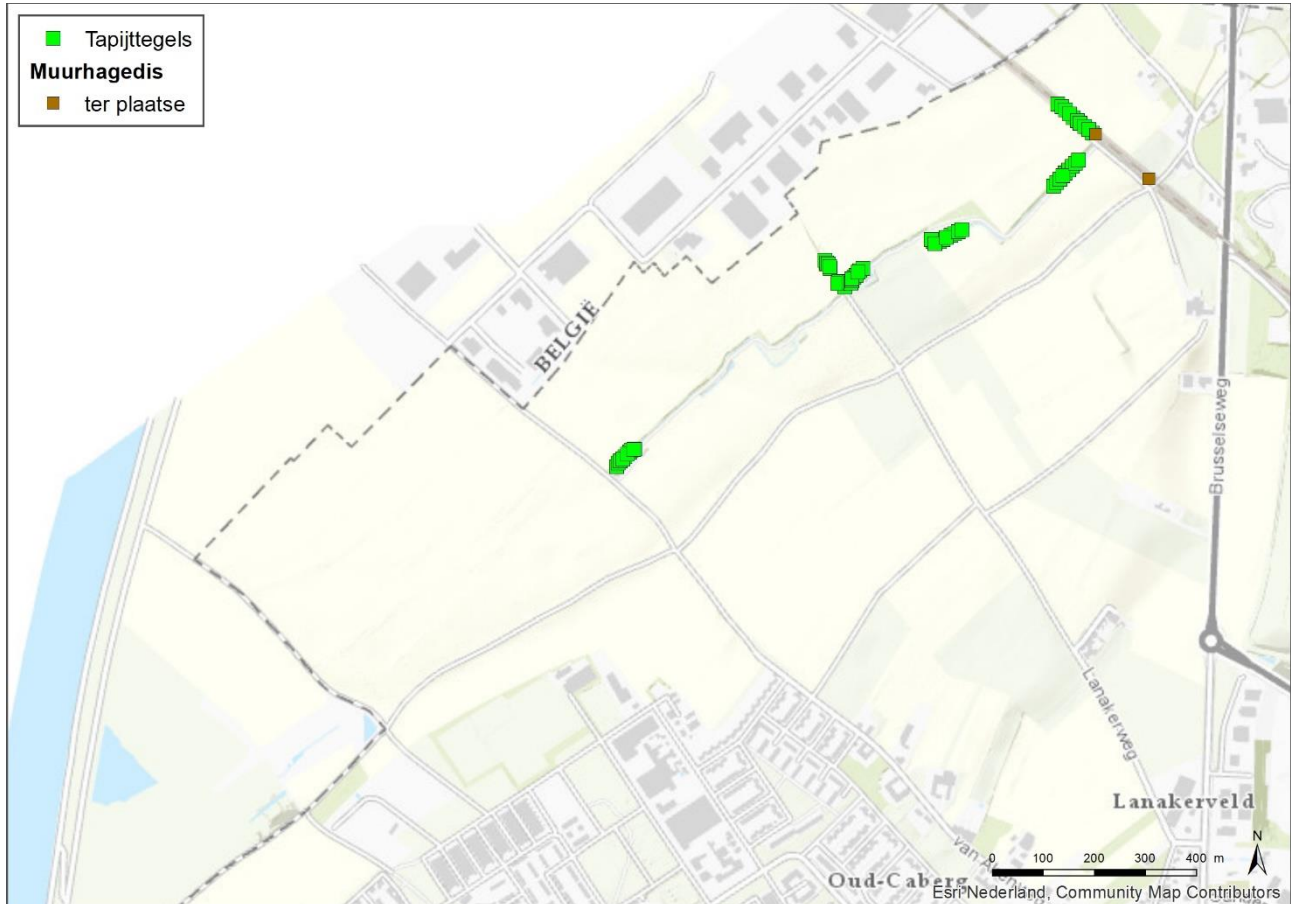 Tapijttegels
Muurhagedis
ter plaatse
BELGIË
Brusselseweg
Lanakerweg
Lanakerveld
Oud-Caberg
N
0 100 200 300 400 m
Esri Nederland, Community Map Contributors